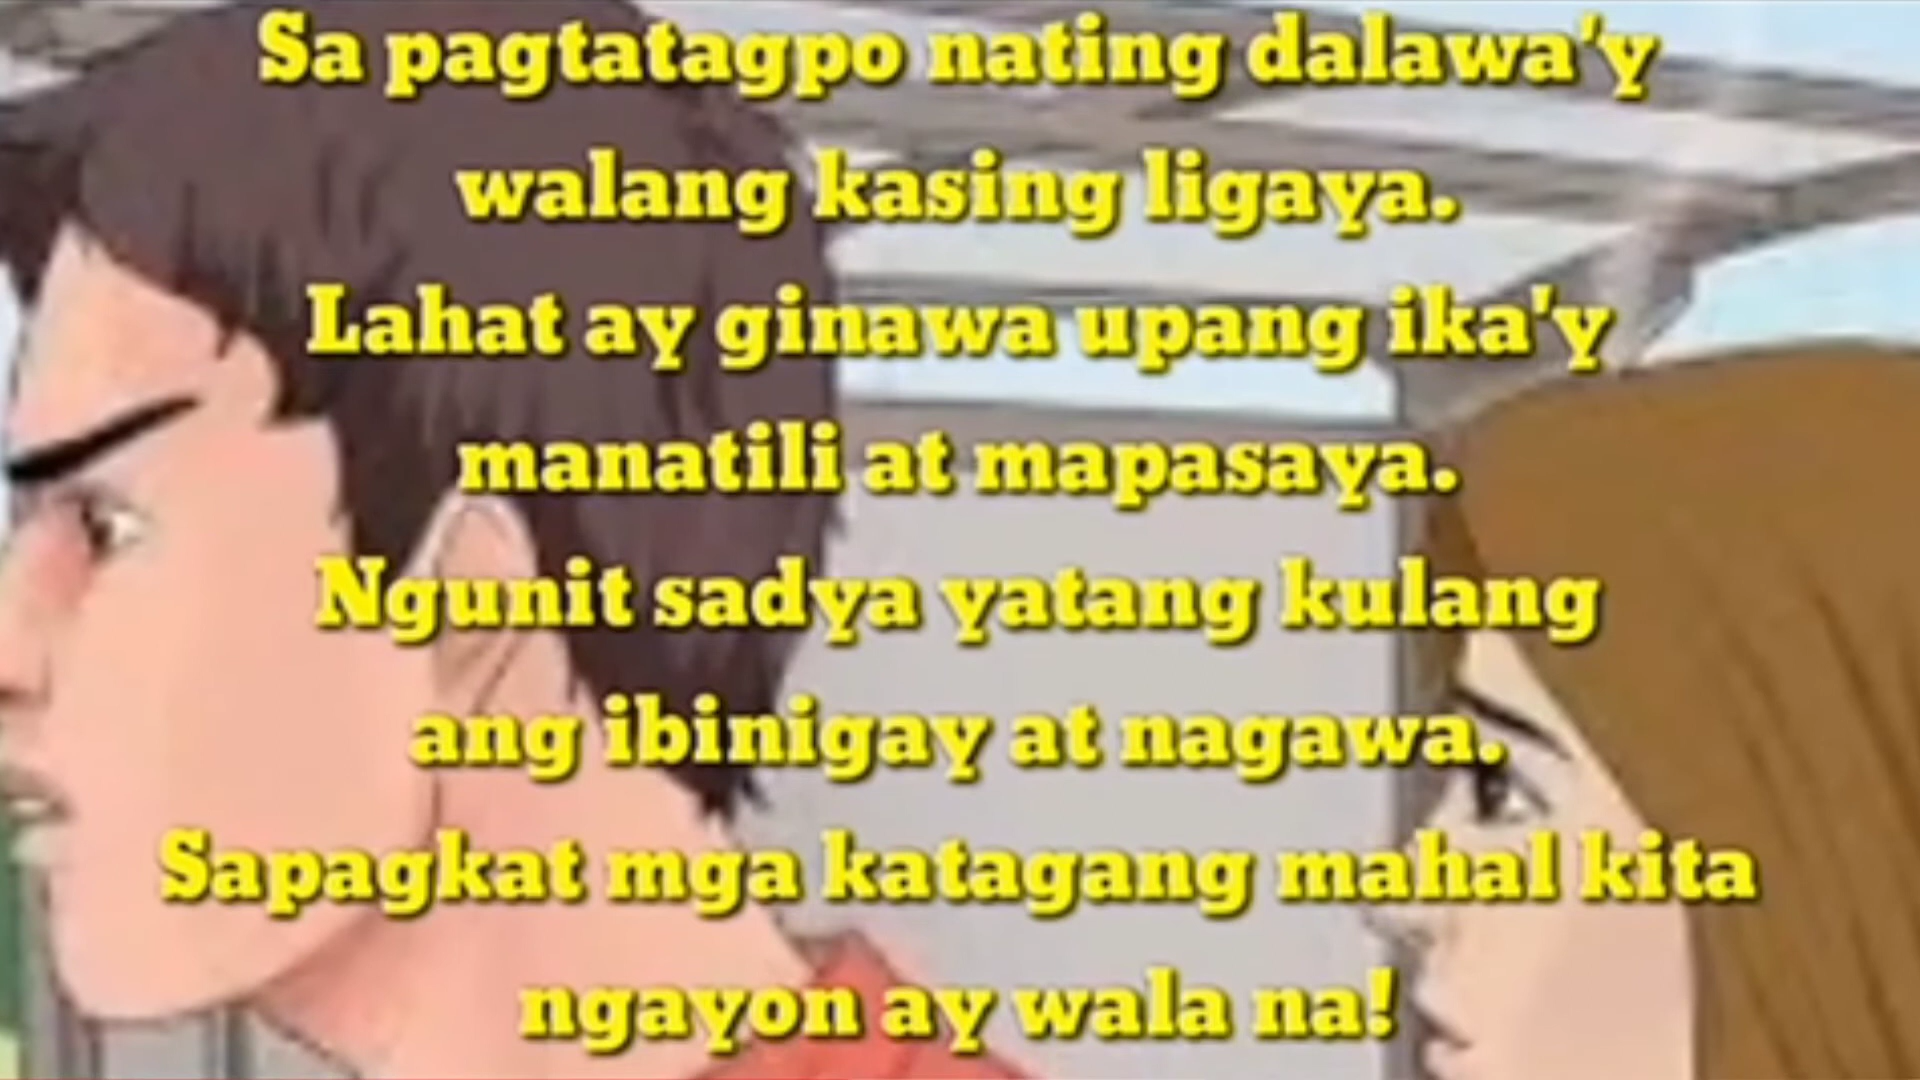 Sa pagtatagpo nating dalawa'y
walang kasing ligaya.
Lahat ay ginawa upang ika'y
manatili at mapasaya.
Ngunit sadya yatang kulang
ang ibinigay at nagawa.
Sapagkat mga katagang mahal kita
ngayon ay wala na!